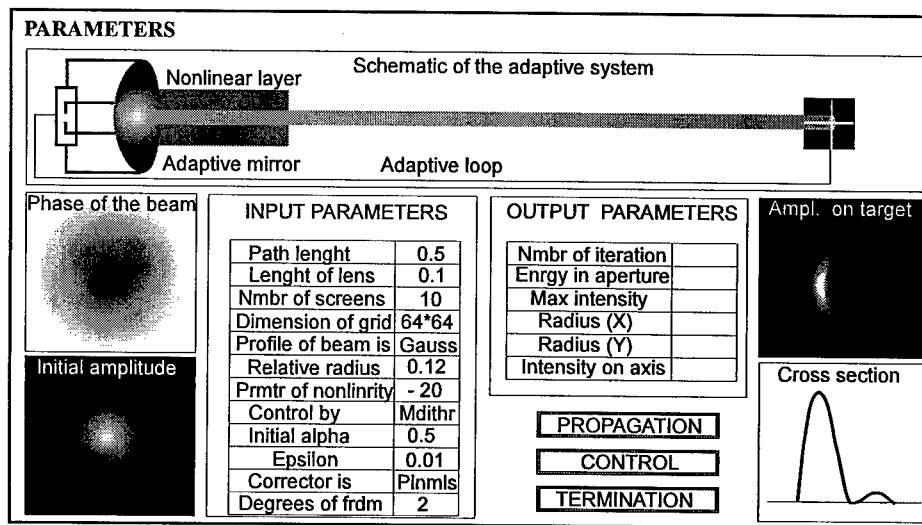 PARAMETERS
Schematic of the adaptive system
Nonlinear layer
Adaptive mirror
Adaptive loop
Phase of the beam
Initial amplitude
INPUT PARAMETERS
Path lenght 0.5
Lenght of lens 0.1
Nmbr of screens 10
Dimension of grid 64*64
Profile of beam is Gauss
Relative radius 0.12
Prmtr of nonlinrity - 20
Control by Mdithr
Initial alpha 0.5
Epsilon 0.01
Corrector is Plnmls
Degrees of frdm 2
OUTPUT PARAMETERS
Nmbr of iteration
Enrgy in aperture
Max intensity
Radius (X)
Radius (Y)
Intensity on axis
PROPAGATION
CONTROL
TERMINATION
Ampl. on target
Cross section